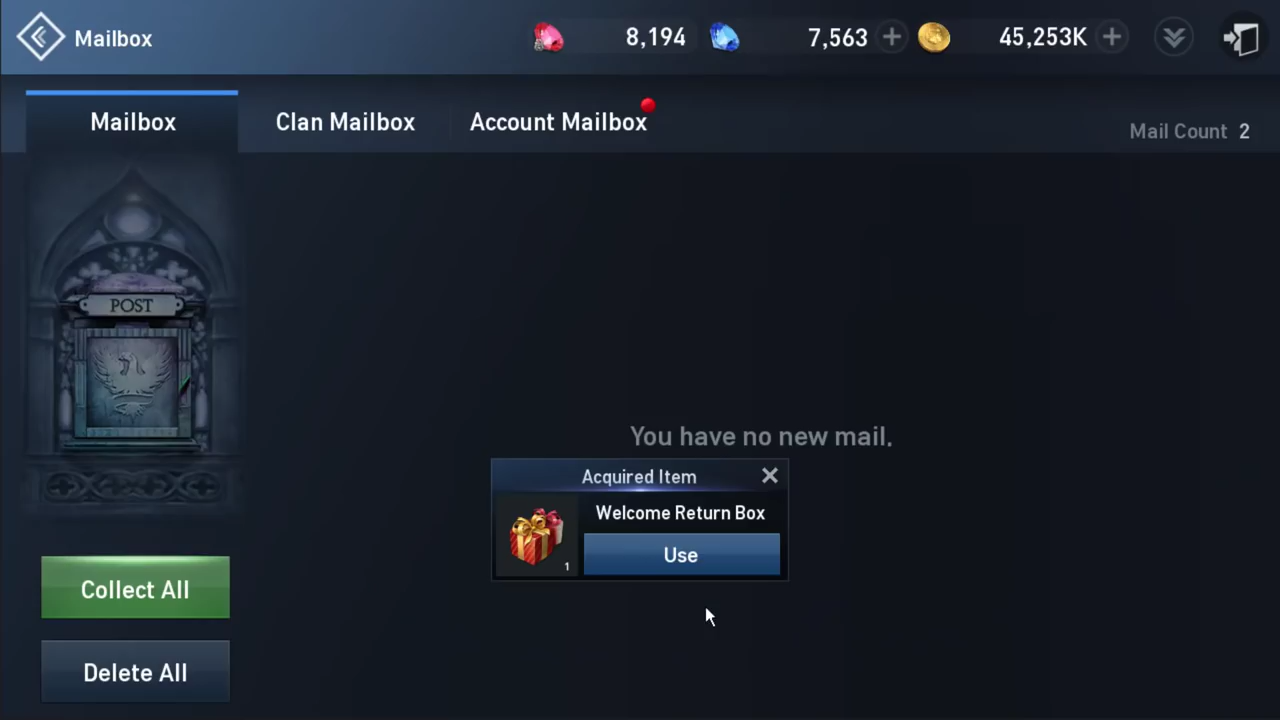 Mailbox
8,194
7,563
45,253K
Mailbox
Clan Mailbox
Account Mailbox
Mail Count 2
POST
You have no new mail.
Acquired Item
Welcome Return Box
1
Use
Collect All
Delete All